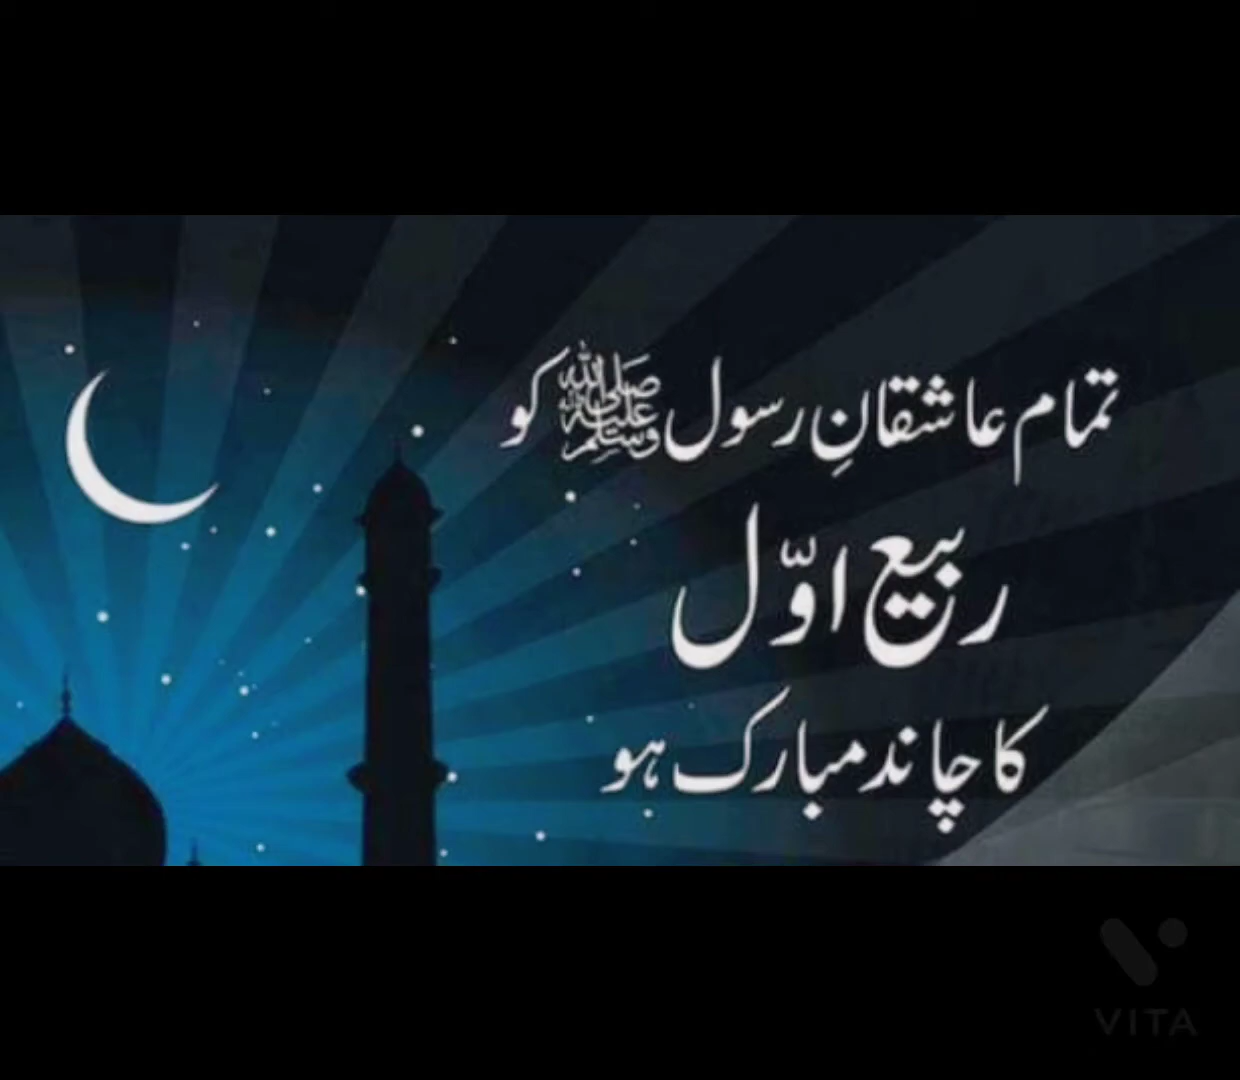 تمام عاشقانِ رسول ﷺ کو
ربیع اوّل
کا چاند مبارک ہو
VITA